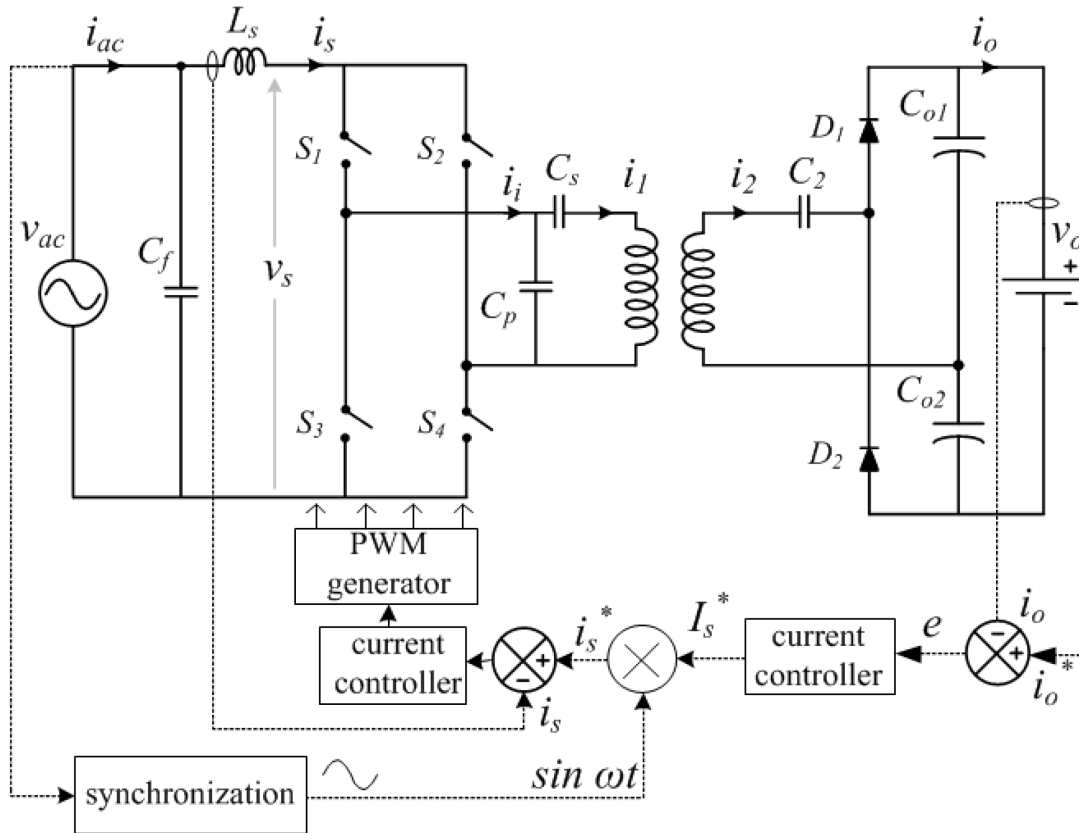 L_s
i_ac
i_s
i_o
C_o1
S_1
S_2
D_1
C_s
i_1
i_2
C_2
i_i
v_ac
C_f
v_s
v_o
+
-
C_p
C_o2
S_3
S_4
D_2
PWM
generator
i_s^*
I_s^*
e
i_o
-
+
i_o^*
current
controller
+
-
current
controller
i_s
synchronization
sin ωt